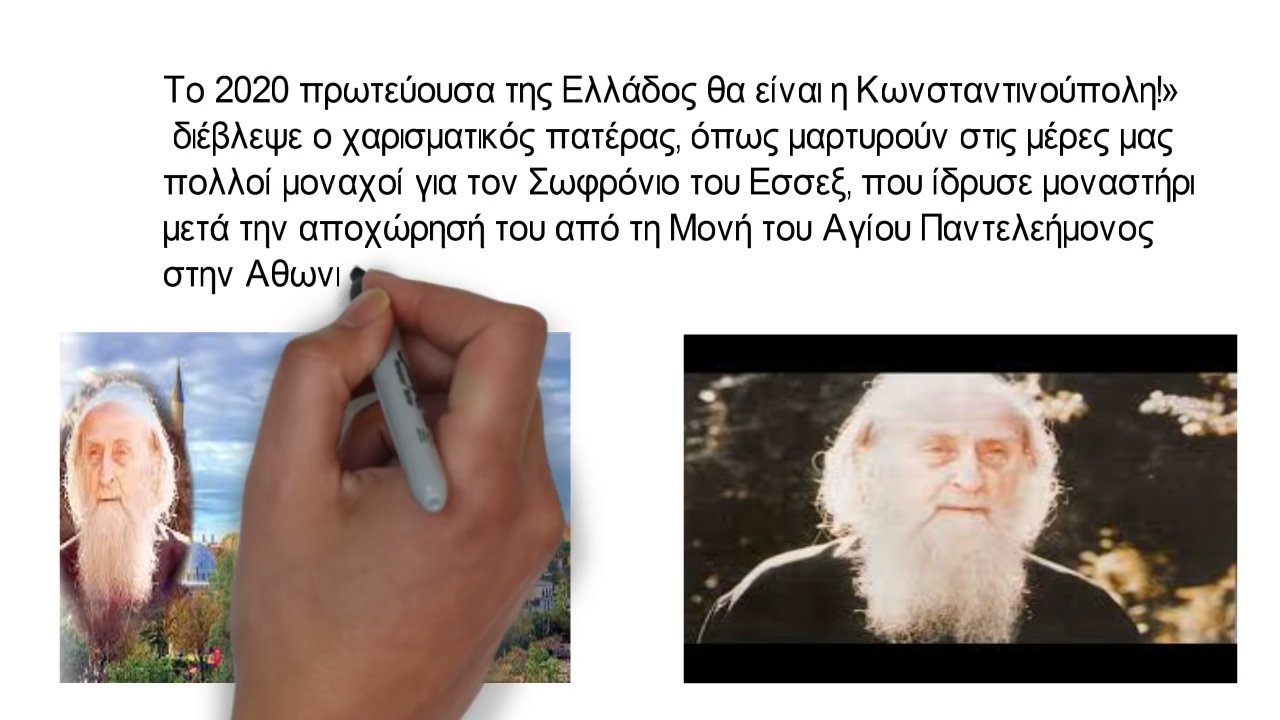 Το 2020 πρωτεύουσα της Ελλάδος θα είναι η Κωνσταντινούπολη!»
διέβλεψε ο χαρισματικός πατέρας, όπως μαρτυρούν στις μέρες μας
πολλοί μοναχοί για τον Σωφρόνιο του Εσσεξ, που ίδρυσε μοναστήρι
μετά την αποχώρησή του από τη Μονή του Αγίου Παντελεήμονος
στην Αθωνι